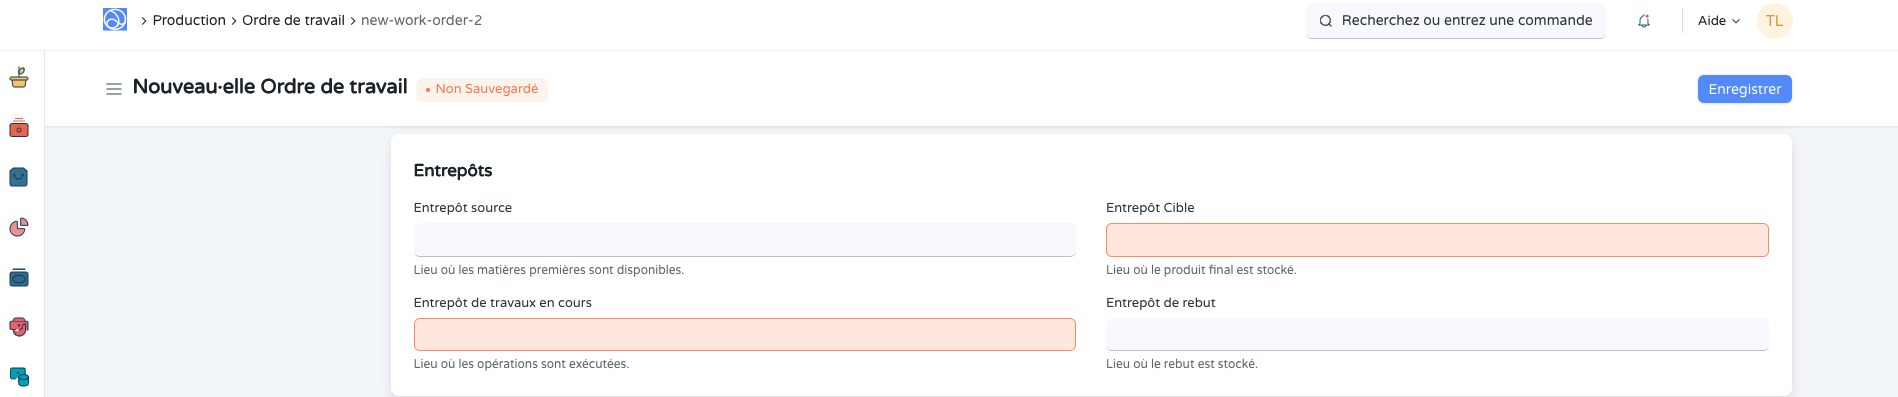 Production Ordre de travail new-work-order-2
Recherchez ou entrez une commande
Aide
TL
Nouveau·elle Ordre de travail
Non Sauvegardé
Enregistrer
Entrepôts
Entrepôt source
Lieu où les matières premières sont disponibles.
Entrepôt de travaux en cours
Lieu où les opérations sont exécutées.
Entrepôt Cible
Lieu où le produit final est stocké.
Entrepôt de rebut
Lieu où le rebut est stocké.